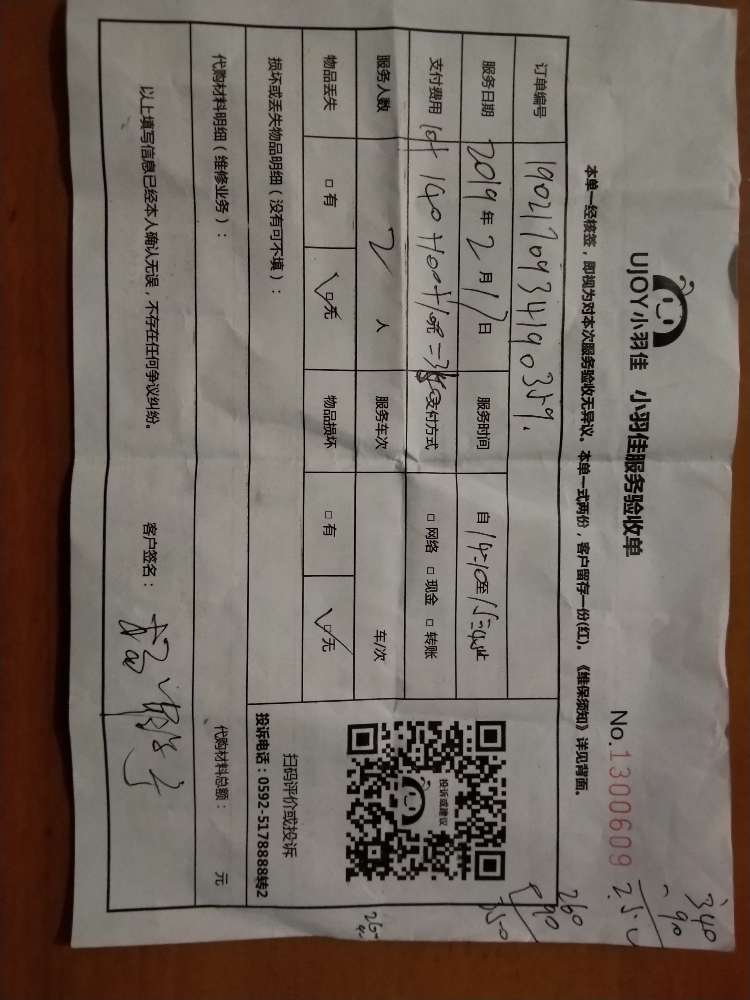 UJOY小羽佳 小羽佳服务验收单
No.1300609
本单一经核签，即视为对本次服务验收无异议。本单一式两份，客户留存一份(红)。《维保须知》详见背面。
订单编号 190217093419035
服务日期 2019年2月17日 服务时间 自14:10至15:
支付费用 支付方式 □网络 □现金 □转账
服务人数 2 人 服务车次 车/次
物品丢失 □有 □无 物品损坏 □有 □无
损坏或丢失物品明细（没有可不填）：
投诉或建议
扫码评价或投诉
投诉电话：0592-5178888转2
代购材料明细（维修业务）： 代购材料总额： 元
以上填写信息已经本人确认无误，不存在任何争议纠纷。 客户签名：
340
90
260
90
350